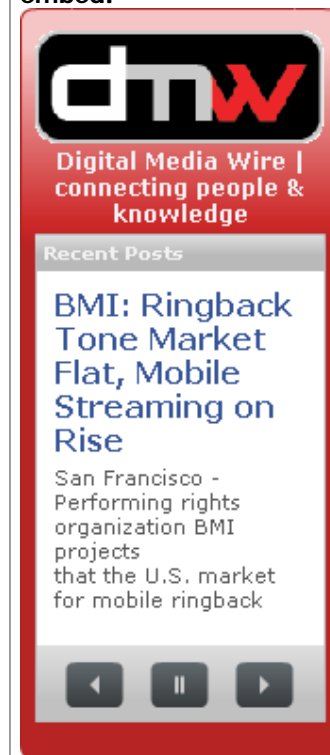 embed:
dmw
Digital Media Wire |
connecting people &
knowledge
Recent Posts
BMI: Ringback
Tone Market
Flat, Mobile
Streaming on
Rise
San Francisco -
Performing rights
organization BMI
projects
that the U.S. market
for mobile ringback